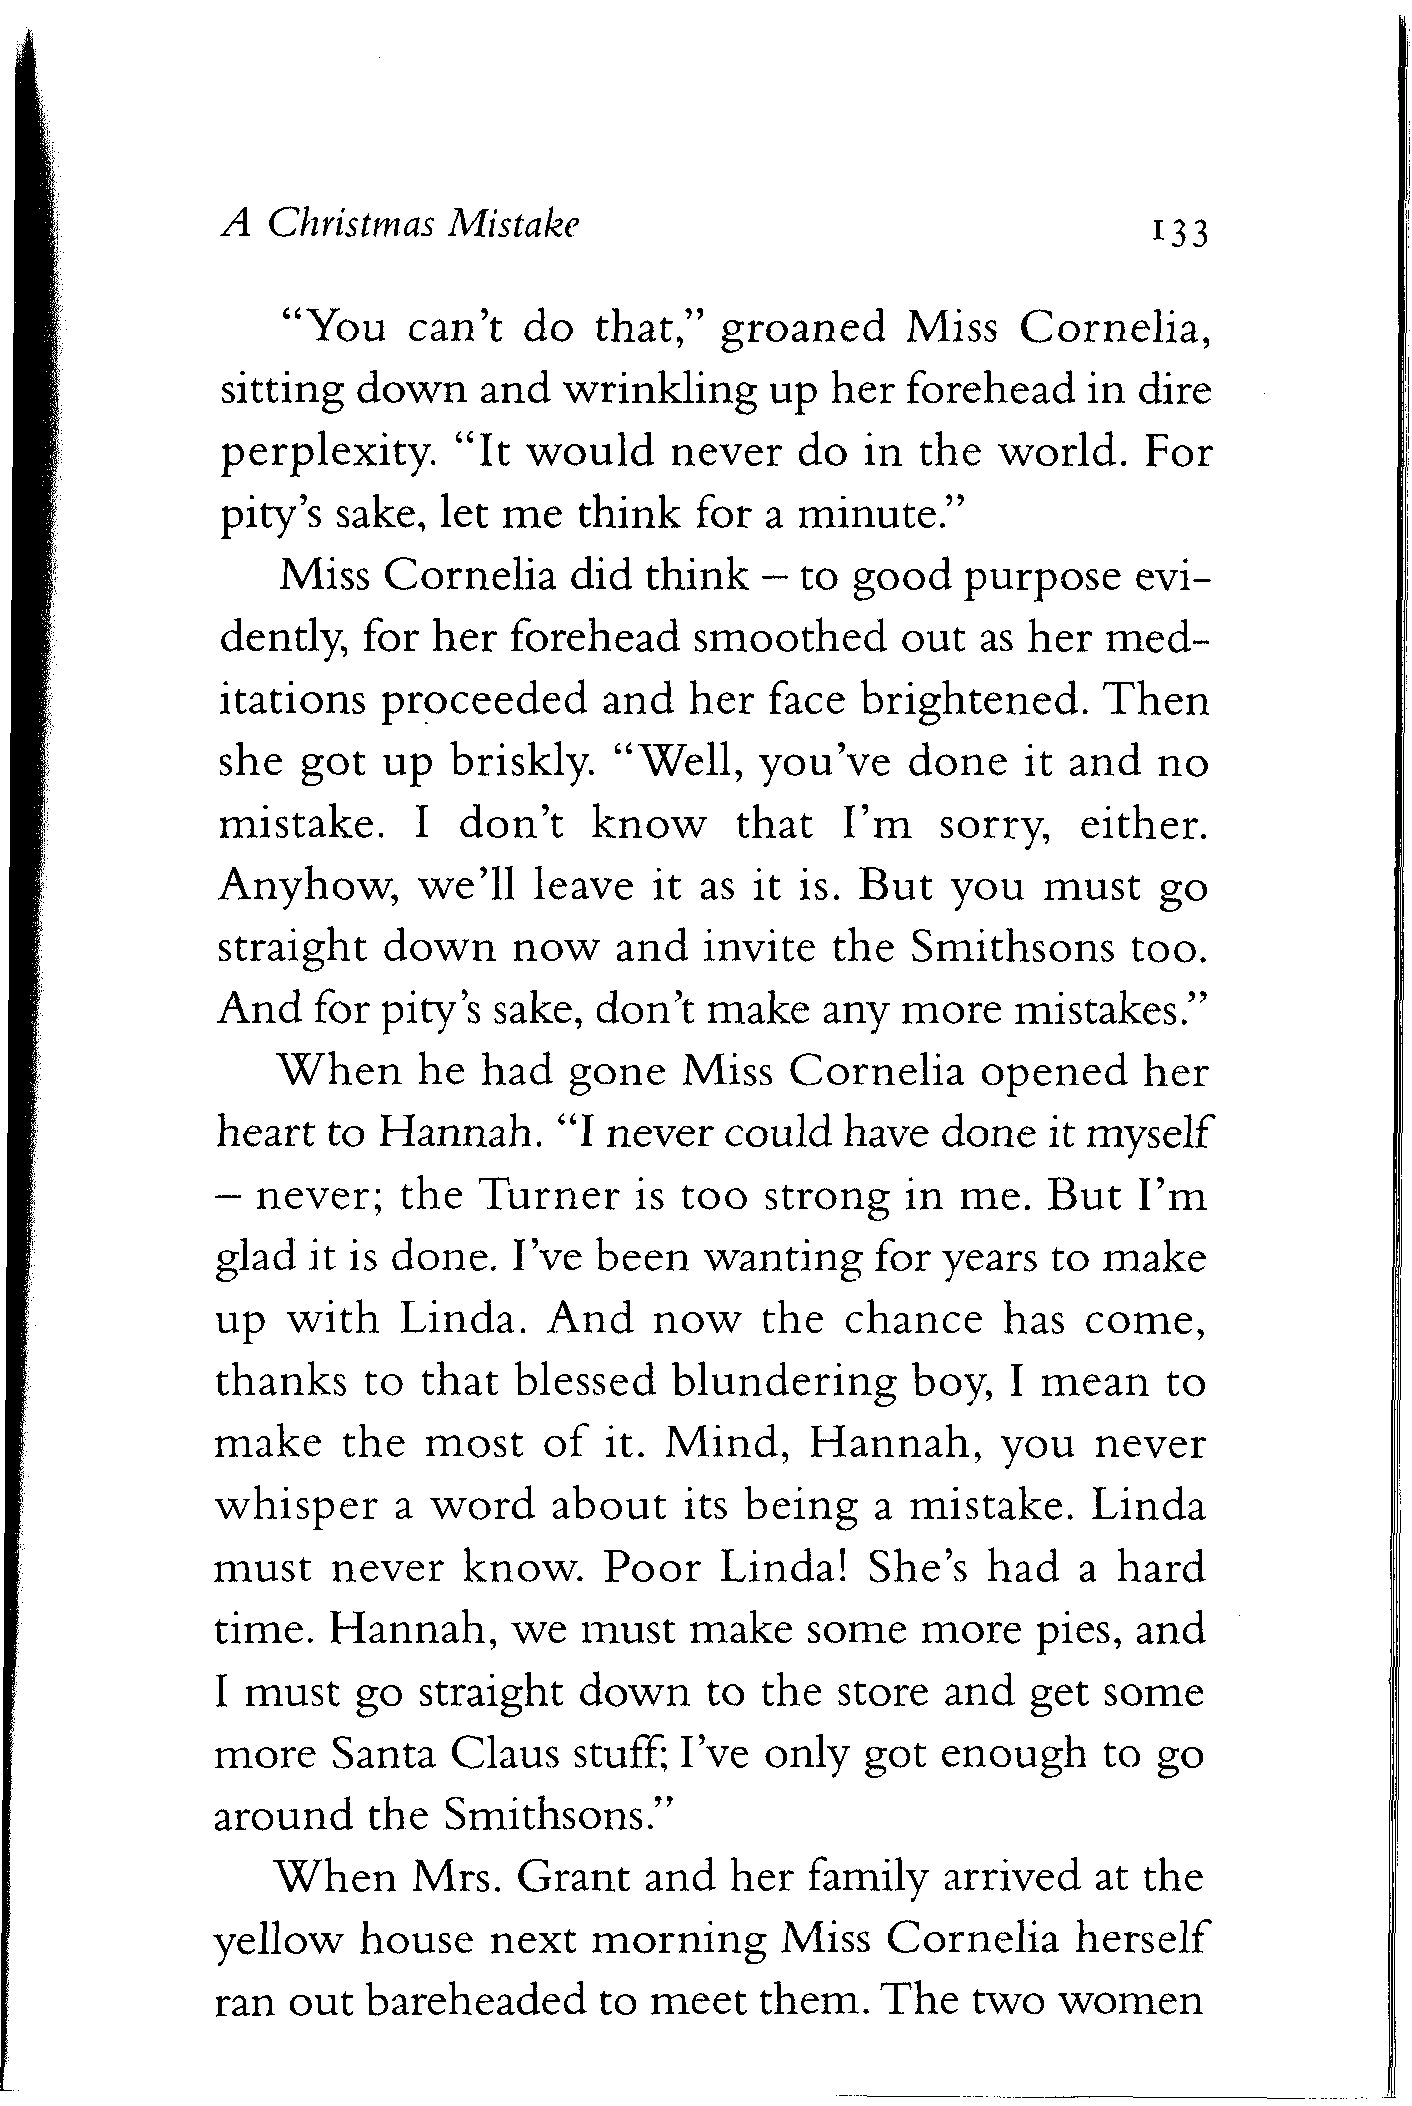 A Christmas Mistake 133
“You can’t do that,” groaned Miss Cornelia,
sitting down and wrinkling up her forehead in dire
perplexity. “It would never do in the world. For
pity’s sake, let me think for a minute.”
Miss Cornelia did think – to good purpose evi-
dently, for her forehead smoothed out as her med-
itations proceeded and her face brightened. Then
she got up briskly. “Well, you’ve done it and no
mistake. I don’t know that I’m sorry, either.
Anyhow, we’ll leave it as it is. But you must go
straight down now and invite the Smithsons too.
And for pity’s sake, don’t make any more mistakes.”
When he had gone Miss Cornelia opened her
heart to Hannah. “I never could have done it myself
– never; the Turner is too strong in me. But I’m
glad it is done. I’ve been wanting for years to make
up with Linda. And now the chance has come,
thanks to that blessed blundering boy, I mean to
make the most of it. Mind, Hannah, you never
whisper a word about its being a mistake. Linda
must never know. Poor Linda! She’s had a hard
time. Hannah, we must make some more pies, and
I must go straight down to the store and get some
more Santa Claus stuff; I’ve only got enough to go
around the Smithsons.”
When Mrs. Grant and her family arrived at the
yellow house next morning Miss Cornelia herself
ran out bareheaded to meet them. The two women